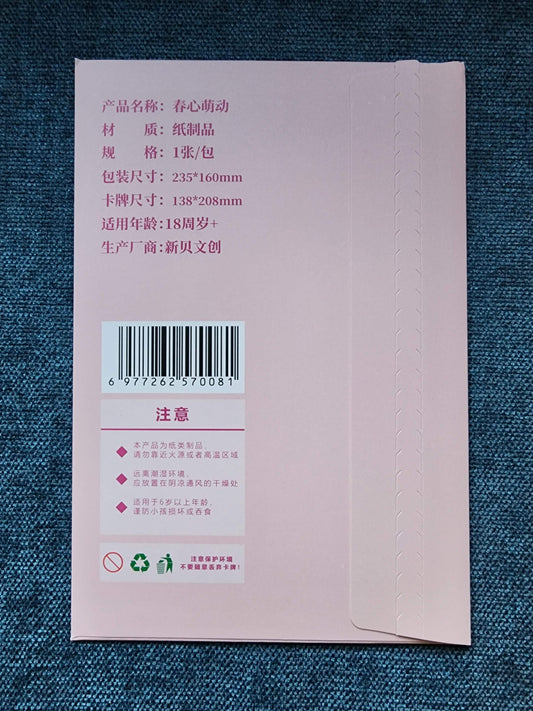 产品名称：春心萌动
材　　质：纸制品
规　　格：1张/包
包装尺寸：235*160mm
卡牌尺寸：138*208mm
适用年龄：18周岁+
生产厂商：新贝文创
6 977262 570081
注意
本产品为纸类制品，
请勿靠近火源或者高温区域
远离潮湿环境，
应放置在阴凉通风的干燥处
适用于6岁以上年龄，
谨防小孩损坏或吞食
注意保护环境
不要随意丢弃卡牌！